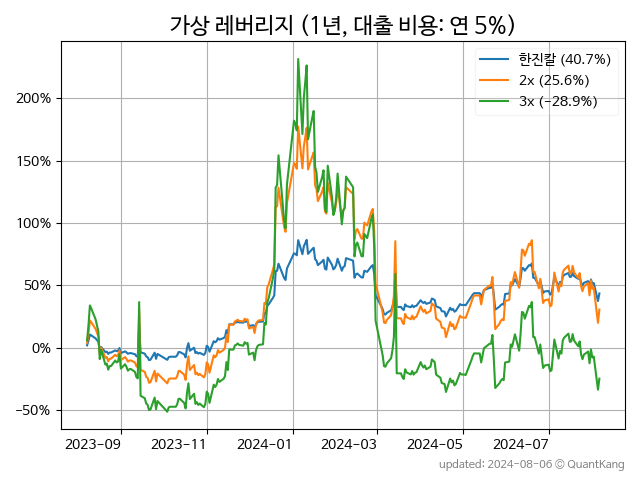 가상 레버리지 (1년, 대출 비용: 연 5%)
한진칼 (40.7%)
2x (25.6%)
3x (−28.9%)
200%
150%
100%
50%
0%
−50%
2023-09 2023-11 2024-01 2024-03 2024-05 2024-07
updated: 2024-08-06 © QuantKang